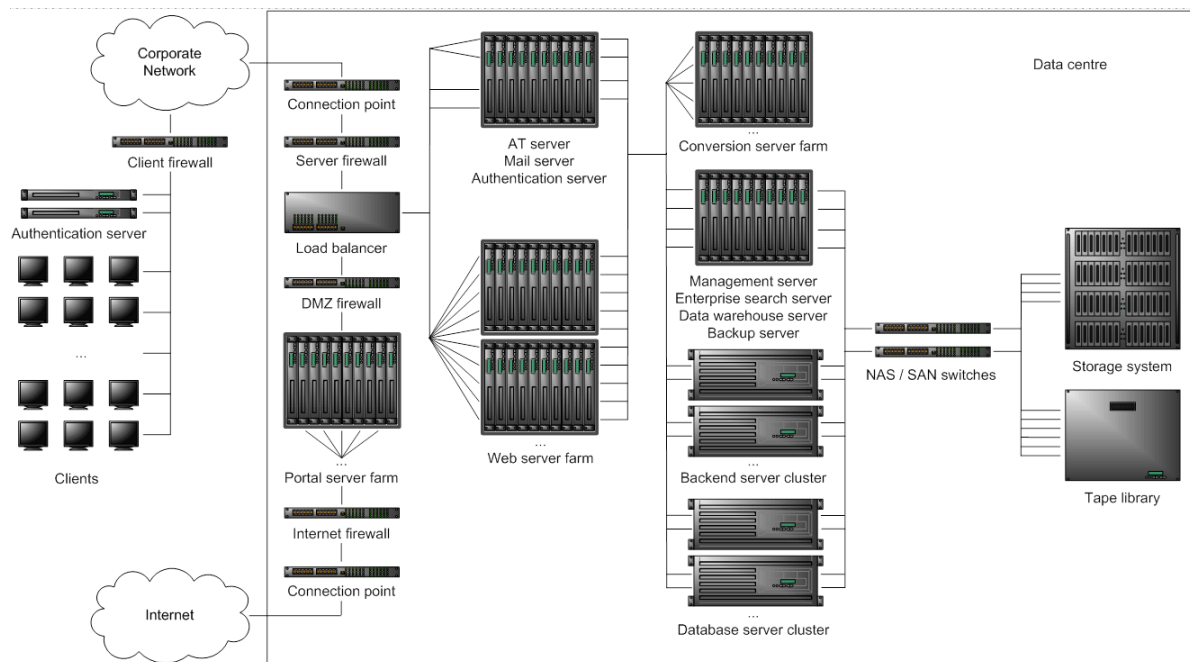 Corporate
Network
Client firewall
Authentication server
...
Clients
Internet
Connection point
Server firewall
Load balancer
DMZ firewall
...
Portal server farm
Internet firewall
Connection point
AT server
Mail server
Authentication server
...
Web server farm
...
Conversion server farm
Management server
Enterprise search server
Data warehouse server
Backup server
...
Backend server cluster
...
Database server cluster
Data centre
NAS / SAN switches
Storage system
Tape library